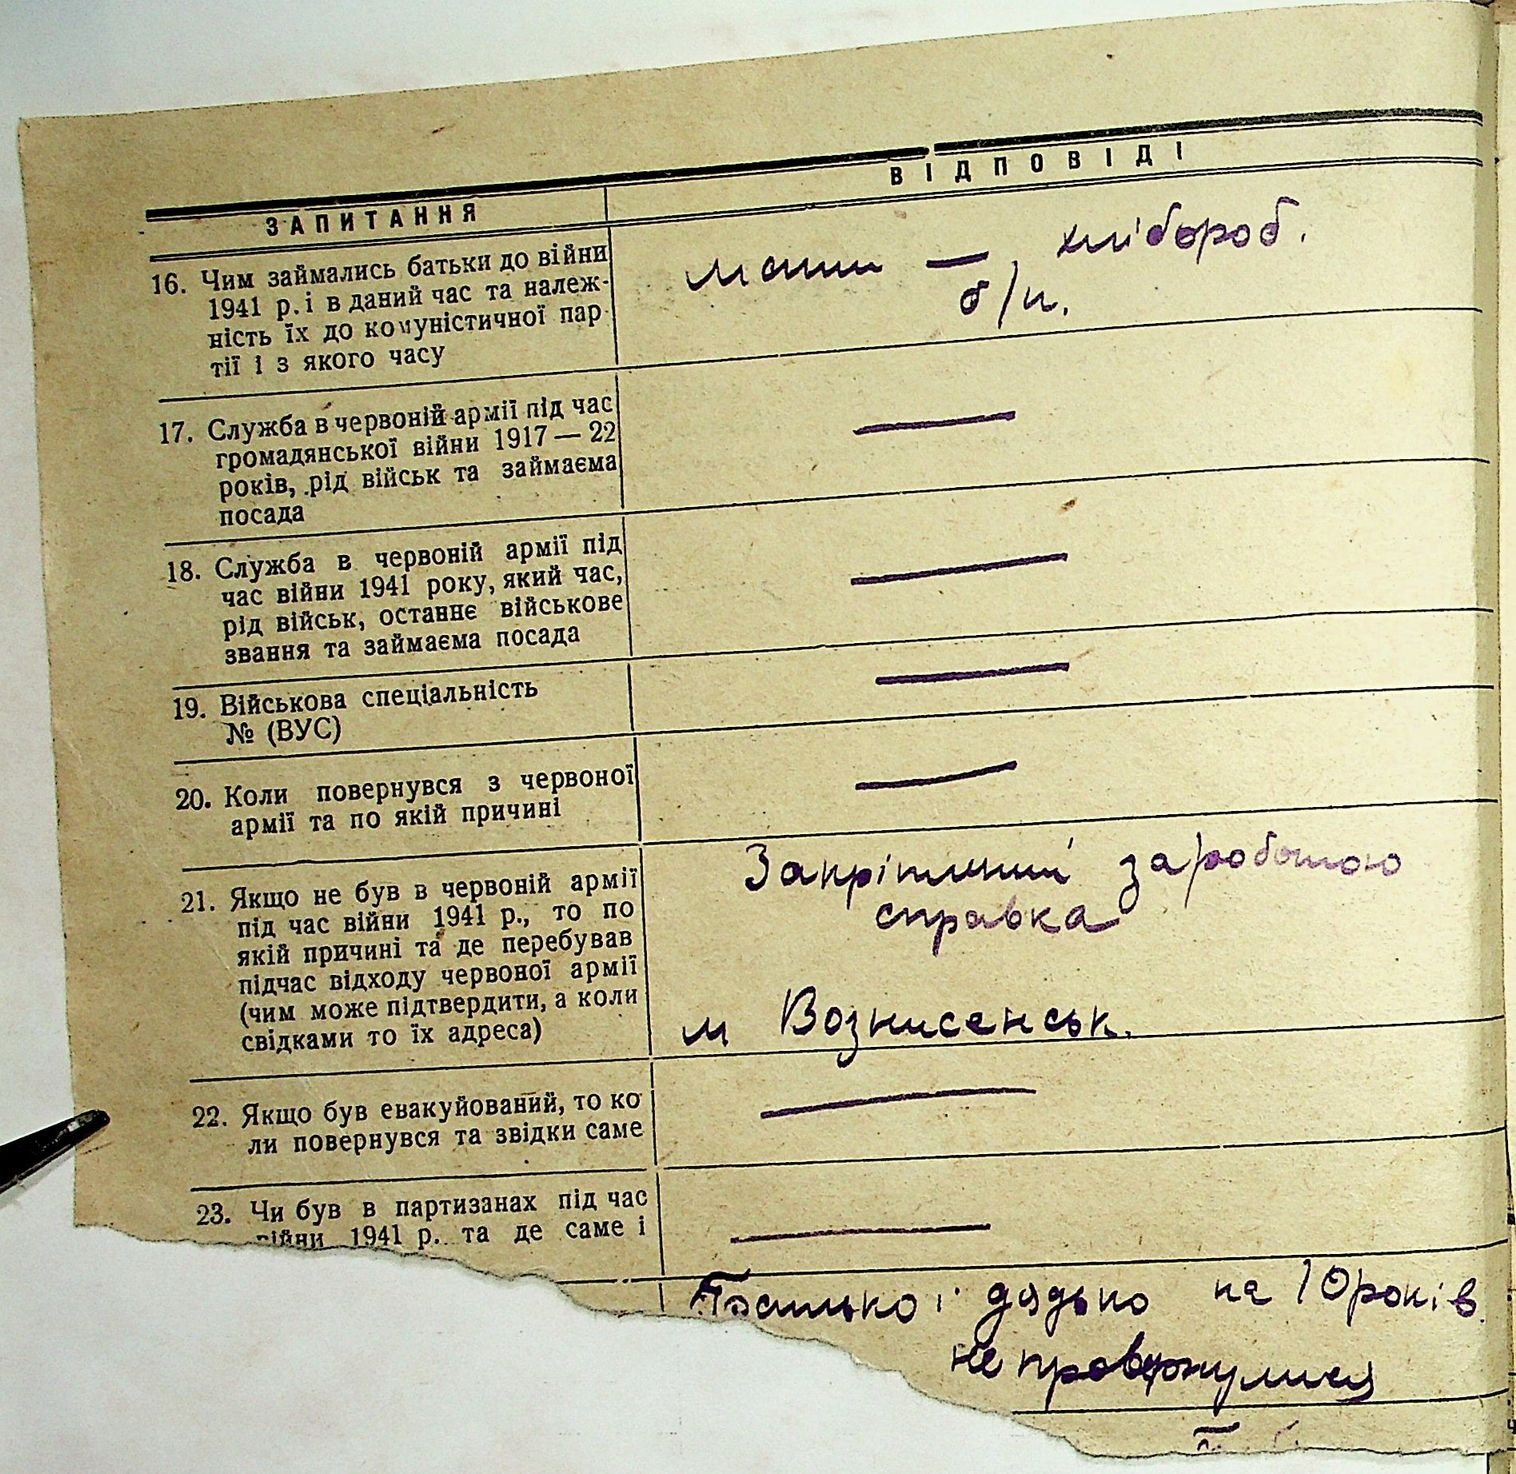 ЗАПИТАННЯ
ВІДПОВІДІ
16. Чим займались батьки до війни
1941 р. і в даний час та належ-
ність їх до комуністичної пар-
тії і з якого часу
мати — , хлібороб.
б/п.
17. Служба в червоній армії під час
громадянської війни 1917 — 22
років, рід військ та займаєма
посада
—
18. Служба в червоній армії під
час війни 1941 року, який час,
рід військ, останнє військове
звання та займаєма посада
—
19. Військова спеціальність
№ (ВУС)
—
20. Коли повернувся з червоної
армії та по якій причині
—
21. Якщо не був в червоній армії
під час війни 1941 р., то по
якій причині та де перебував
підчас відходу червоної армії
(чим може підтвердити, а коли
свідками то їх адреса)
Закріплений за роботою
справка
м Вознисенськ.
22. Якщо був евакуйований, то ко
ли повернувся та звідки саме
—
23. Чи був в партизанах під час
війни 1941 р. та де саме і
—
Батько і дядько на 10 років
не провернулися